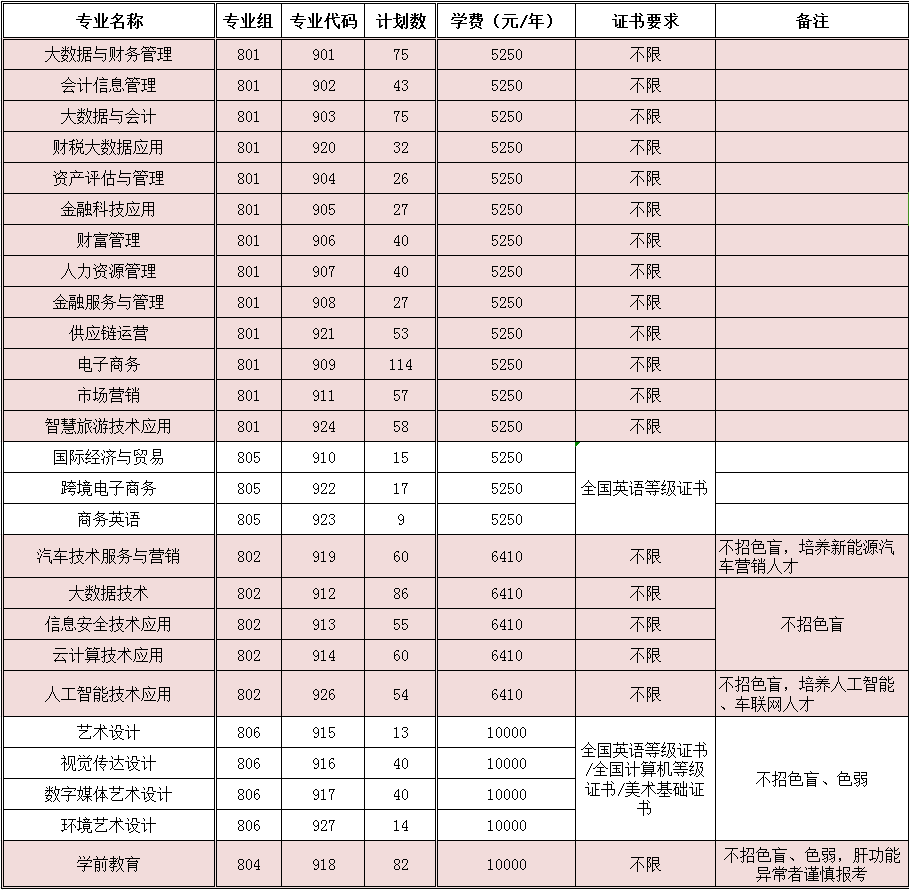 专业名称 专业组 专业代码 计划数 学费（元/年） 证书要求 备注
大数据与财务管理 801 901 75 5250 不限
会计信息管理 801 902 43 5250 不限
大数据与会计 801 903 75 5250 不限
财税大数据应用 801 920 32 5250 不限
资产评估与管理 801 904 26 5250 不限
金融科技应用 801 905 27 5250 不限
财富管理 801 906 40 5250 不限
人力资源管理 801 907 40 5250 不限
金融服务与管理 801 908 27 5250 不限
供应链运营 801 921 53 5250 不限
电子商务 801 909 114 5250 不限
市场营销 801 911 57 5250 不限
智慧旅游技术应用 801 924 58 5250 不限
国际经济与贸易 805 910 15 5250
跨境电子商务 805 922 17 5250 全国英语等级证书
商务英语 805 923 9 5250
汽车技术服务与营销 802 919 60 6410 不限 不招色盲，培养新能源汽
车营销人才
大数据技术 802 912 86 6410 不限
信息安全技术应用 802 913 55 6410 不限 不招色盲
云计算技术应用 802 914 60 6410 不限
人工智能技术应用 802 926 54 6410 不限 不招色盲，培养人工智能
、车联网人才
艺术设计 806 915 13 10000
视觉传达设计 806 916 40 10000
数字媒体艺术设计 806 917 40 10000
环境艺术设计 806 927 14 10000
全国英语等级证书
/全国计算机等级
证书/美术基础证
书
不招色盲、色弱
学前教育 804 918 82 10000 不限 不招色盲、色弱，肝功能
异常者谨慎报考